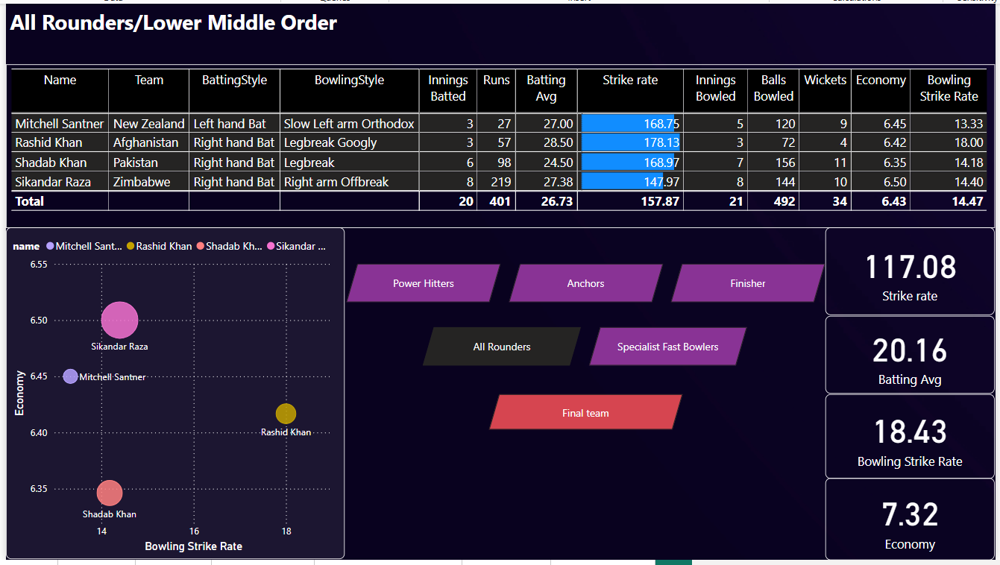 All Rounders/Lower Middle Order
Name Team BattingStyle BowlingStyle Innings Batted Runs Batting Avg Strike rate Innings Bowled Balls Bowled Wickets Economy Bowling Strike Rate
Mitchell Santner New Zealand Left hand Bat Slow Left arm Orthodox 3 27 27.00 168.75 5 120 9 6.45 13.33
Rashid Khan Afghanistan Right hand Bat Legbreak Googly 3 57 28.50 178.13 3 72 4 6.42 18.00
Shadab Khan Pakistan Right hand Bat Legbreak 6 98 24.50 168.97 7 156 11 6.35 14.18
Sikandar Raza Zimbabwe Right hand Bat Right arm Offbreak 8 219 27.38 147.97 8 144 10 6.50 14.40
Total 20 401 26.73 157.87 21 492 34 6.43 14.47
name Mitchell Sant... Rashid Khan Shadab Kh... Sikandar ...
6.55
6.50
Sikandar Raza
6.45
Mitchell Santner
6.40
Rashid Khan
6.35
Shadab Khan
14 16 18
Economy
Bowling Strike Rate
Power Hitters Anchors Finisher
All Rounders Specialist Fast Bowlers
Final team
117.08
Strike rate
20.16
Batting Avg
18.43
Bowling Strike Rate
7.32
Economy